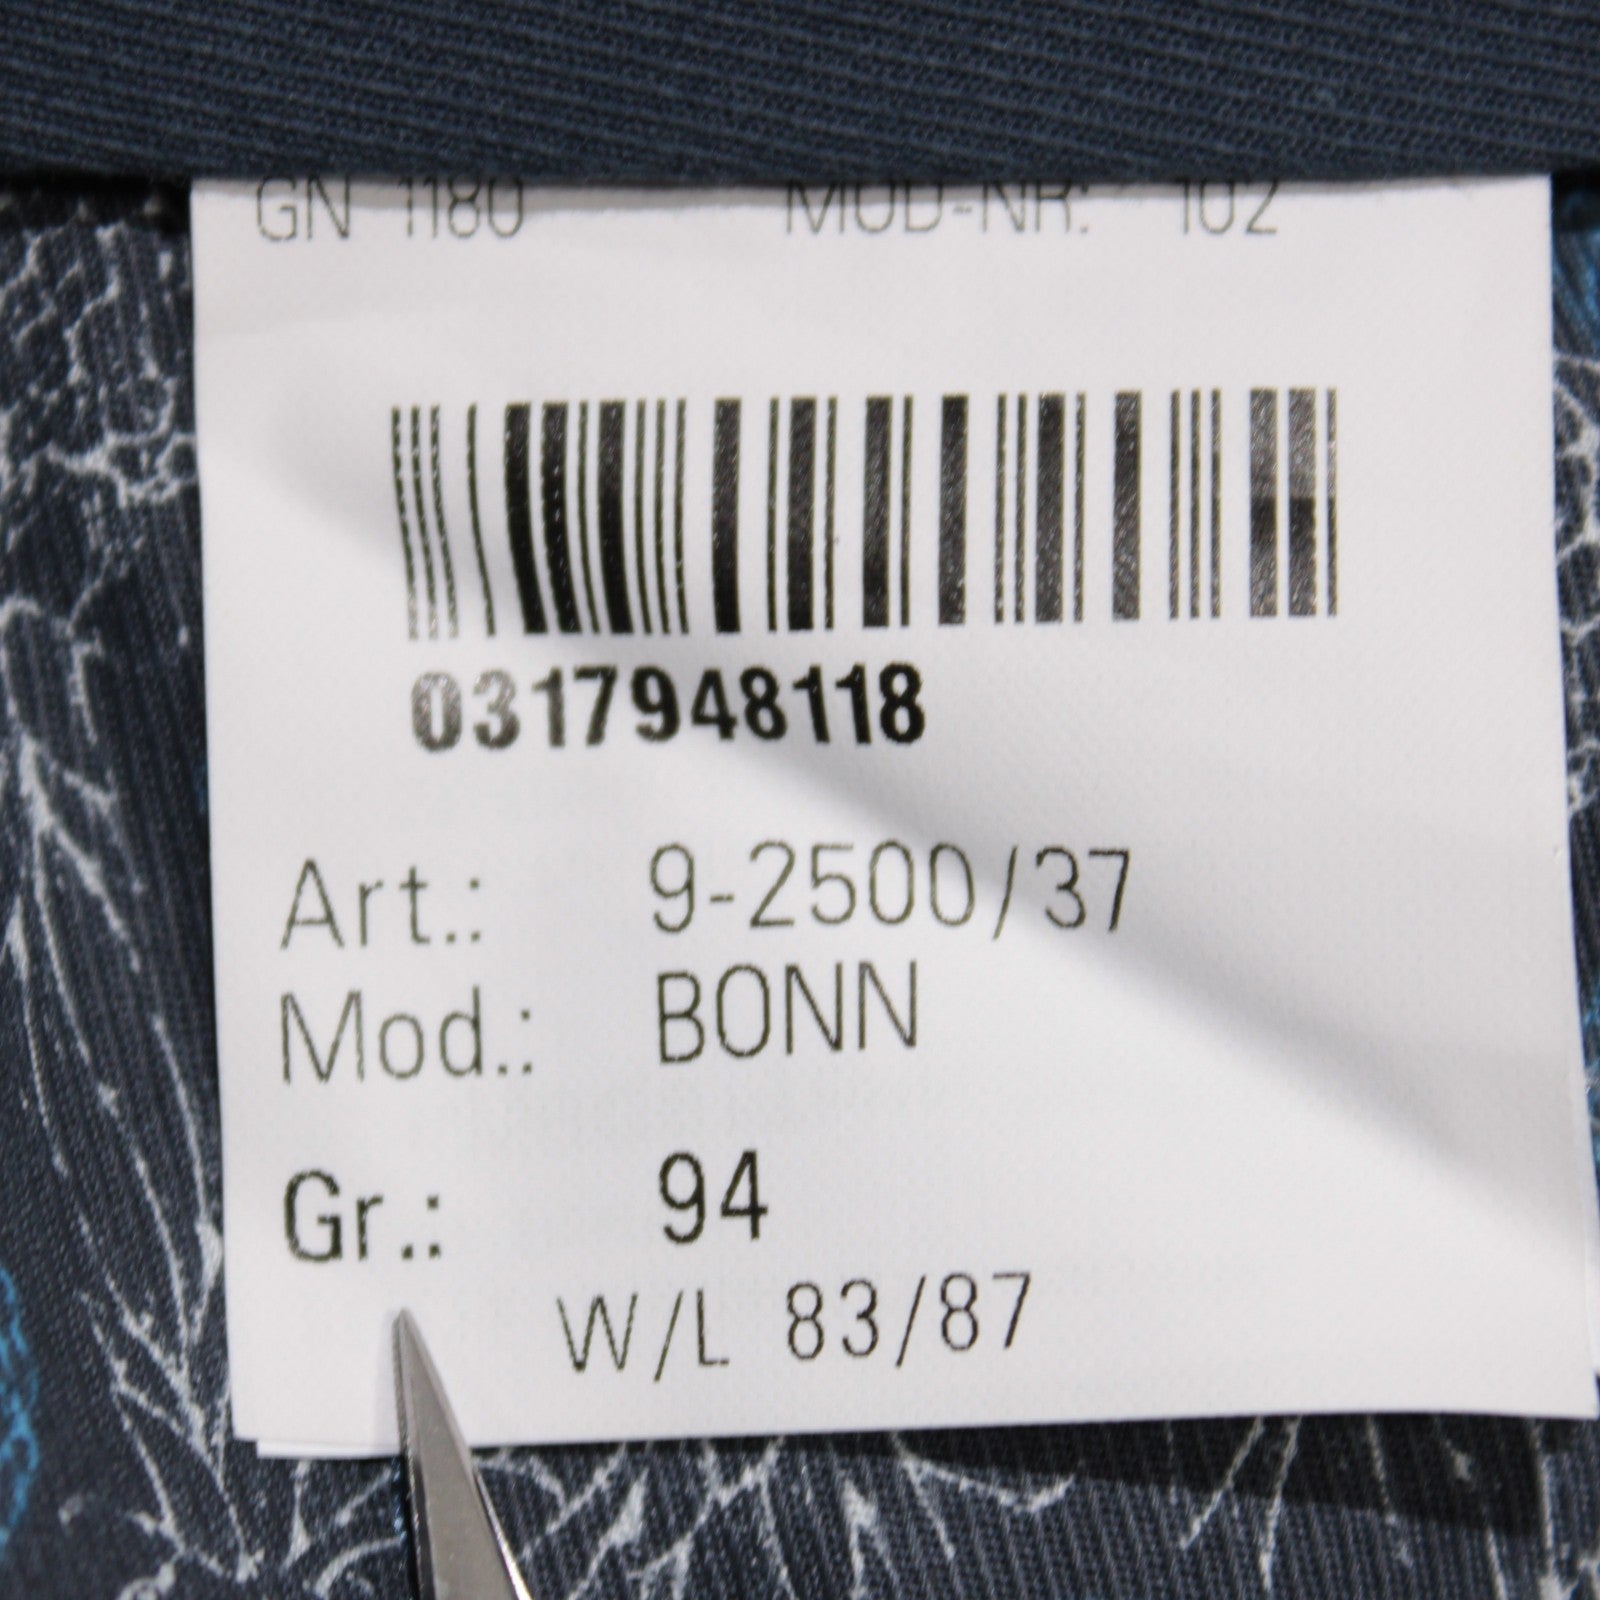 GN 1180 MOD-NR: 102
0317948118
Art.: 9-2500/37
Mod.: BONN
Gr.: 94
W/L 83/87